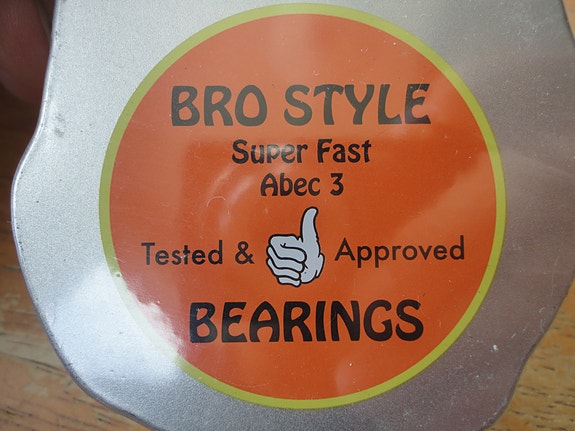 BRO STYLE
Super Fast
Abec 3
Tested & Approved
BEARINGS